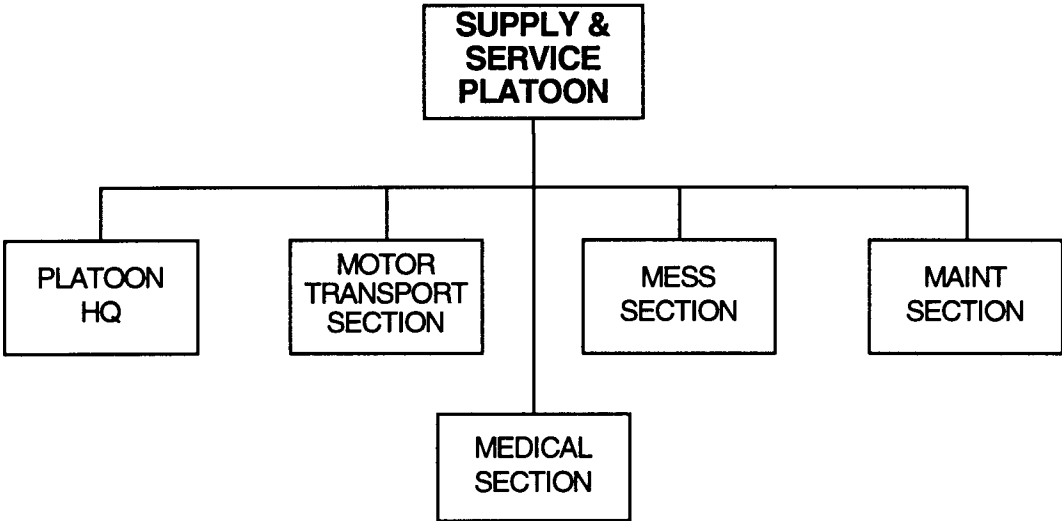 SUPPLY &
SERVICE
PLATOON
PLATOON
HQ
MOTOR
TRANSPORT
SECTION
MESS
SECTION
MAINT
SECTION
MEDICAL
SECTION